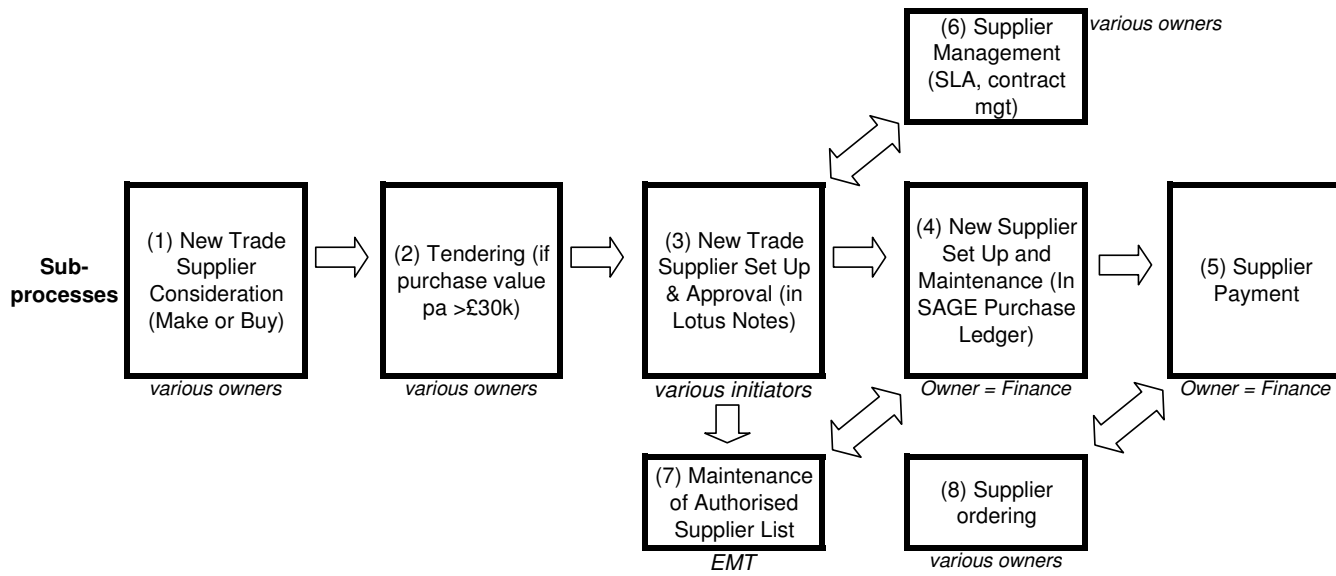 (6) Supplier
Management
(SLA, contract
mgt)
various owners
Sub-
processes
(1) New Trade
Supplier
Consideration
(Make or Buy)
various owners
(2) Tendering (if
purchase value
pa >£30k)
various owners
(3) New Trade
Supplier Set Up
& Approval (in
Lotus Notes)
various initiators
(4) New Supplier
Set Up and
Maintenance (In
SAGE Purchase
Ledger)
Owner = Finance
(5) Supplier
Payment
Owner = Finance
(7) Maintenance
of Authorised
Supplier List
EMT
(8) Supplier
ordering
various owners